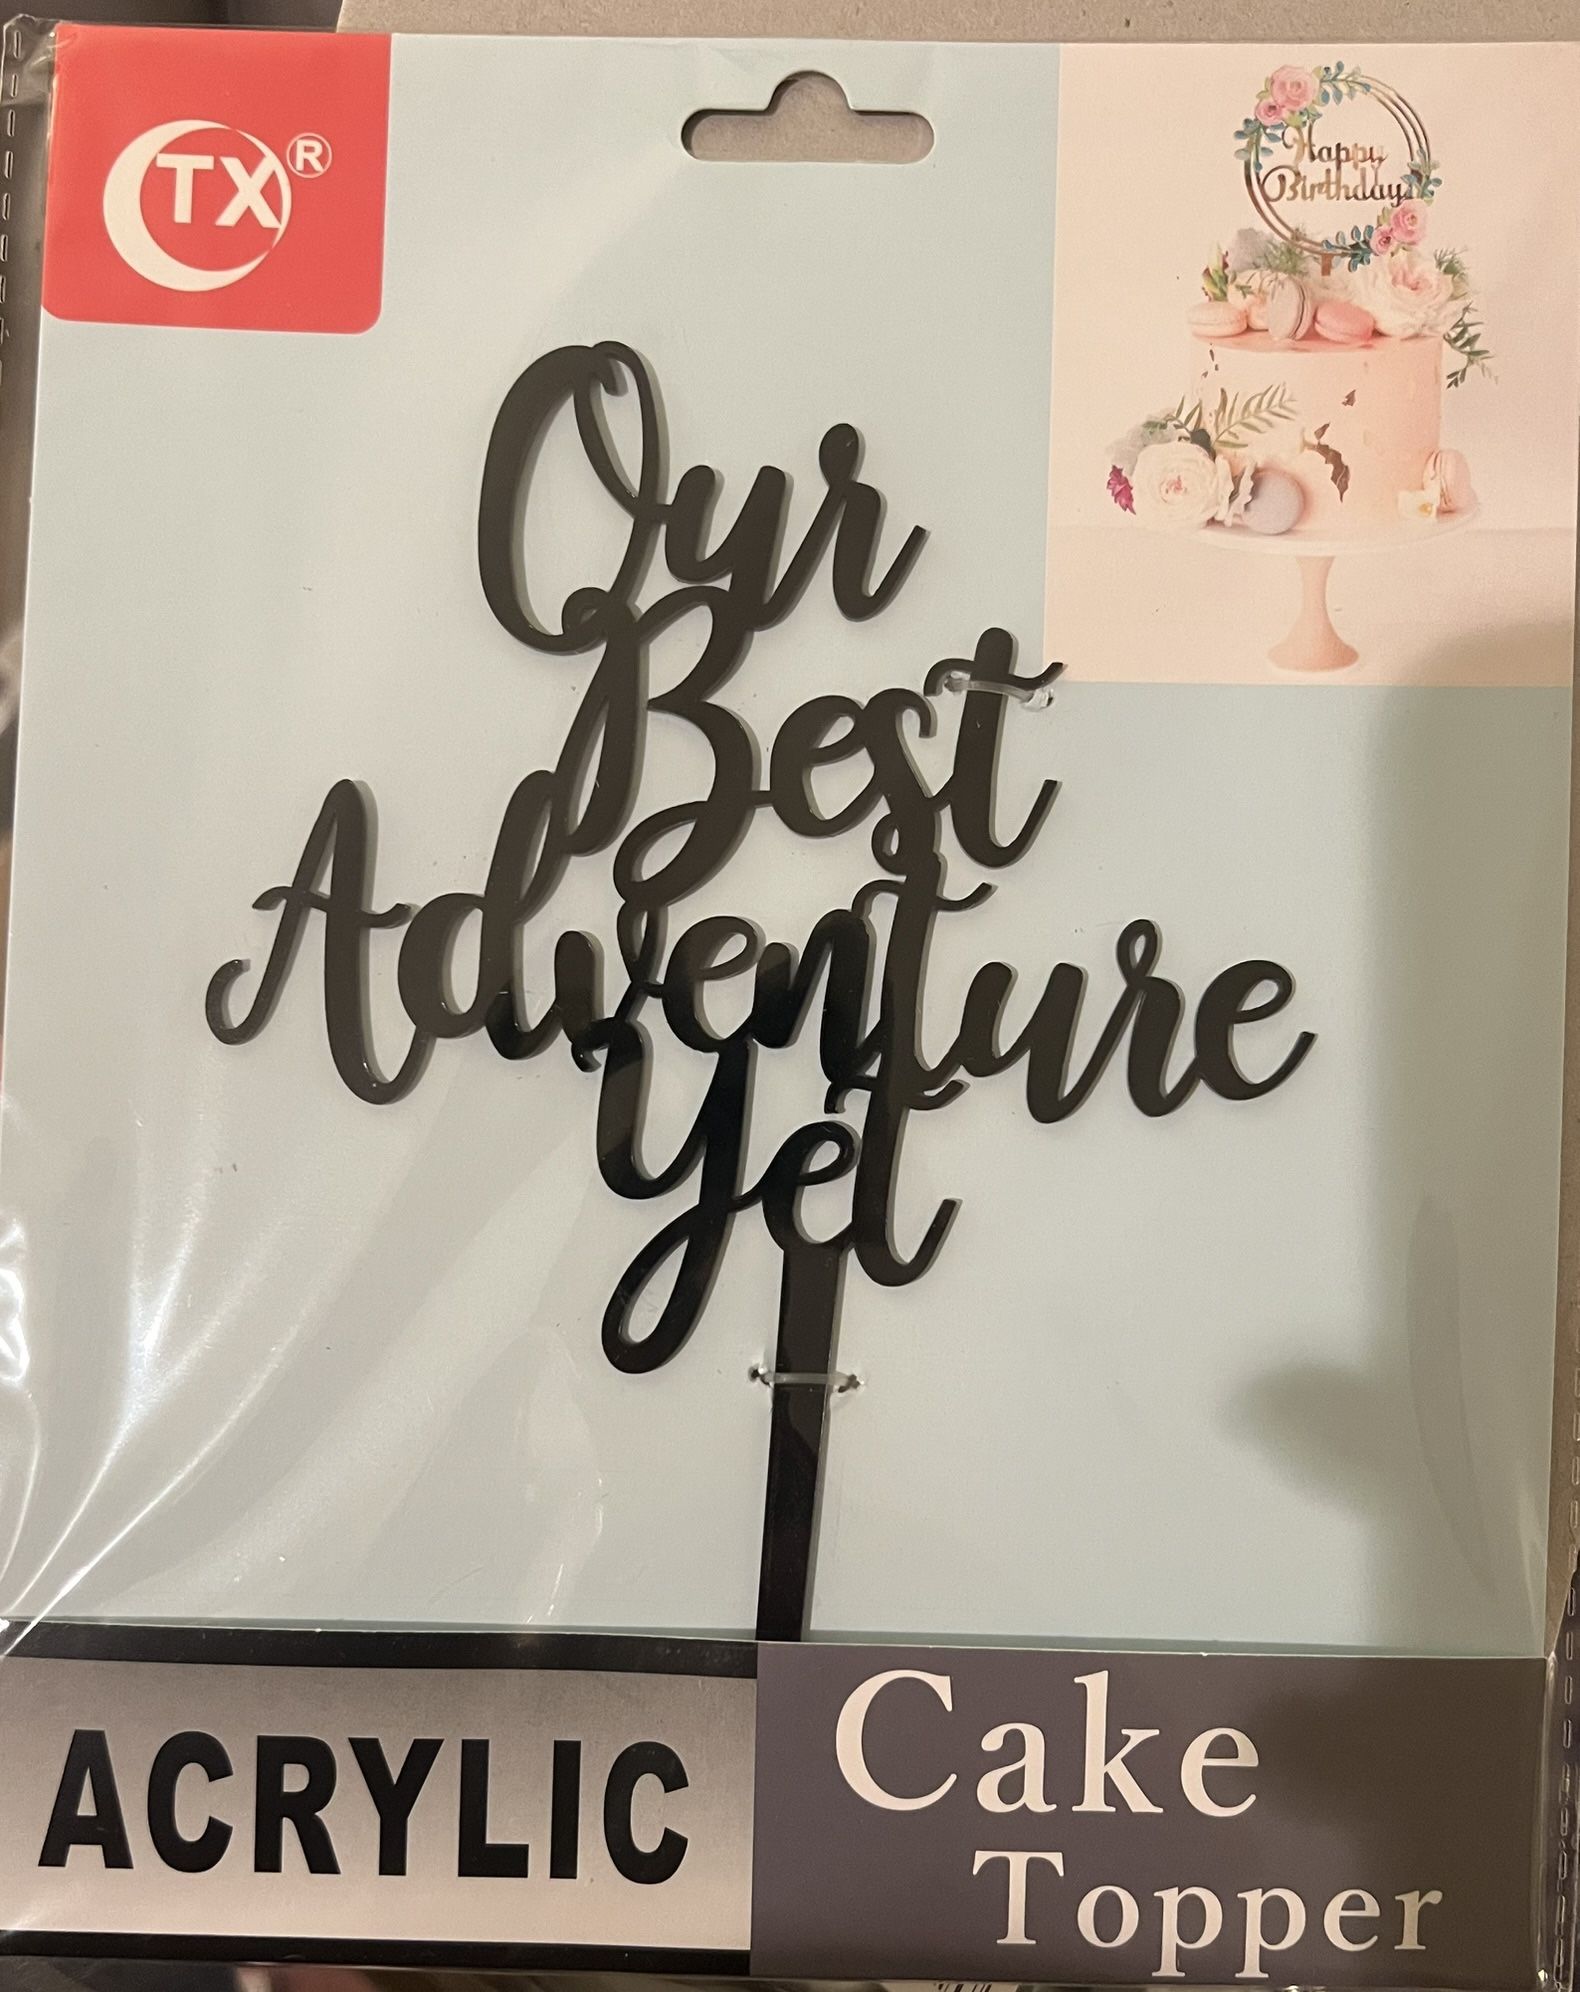 TX®
Happy
Birthday
Our
Best
Adventure
Yet
ACRYLIC
Cake
Topper